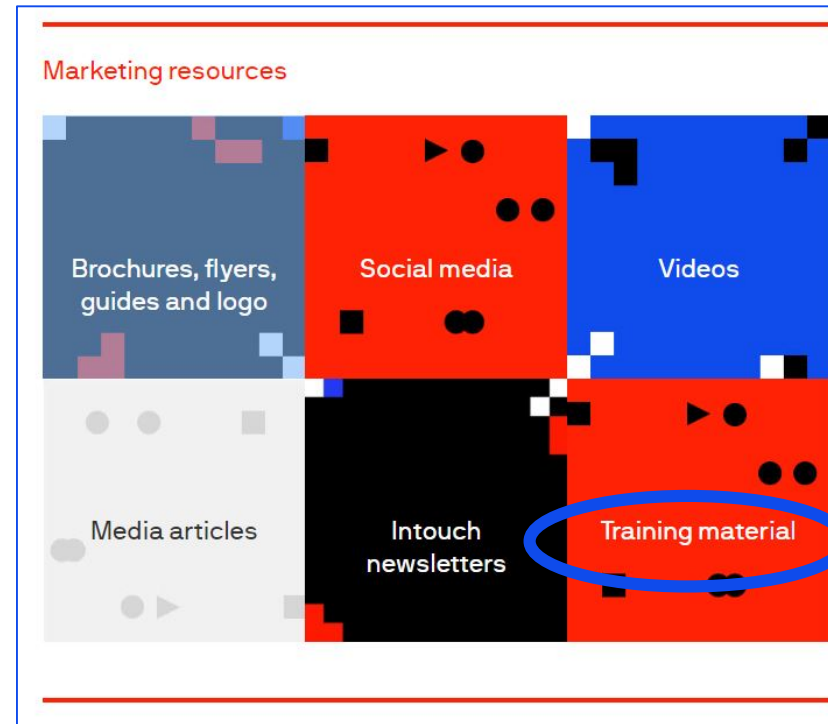 Marketing resources
Brochures, flyers,
guides and logo
Social media
Videos
Media articles
Intouch
newsletters
Training material